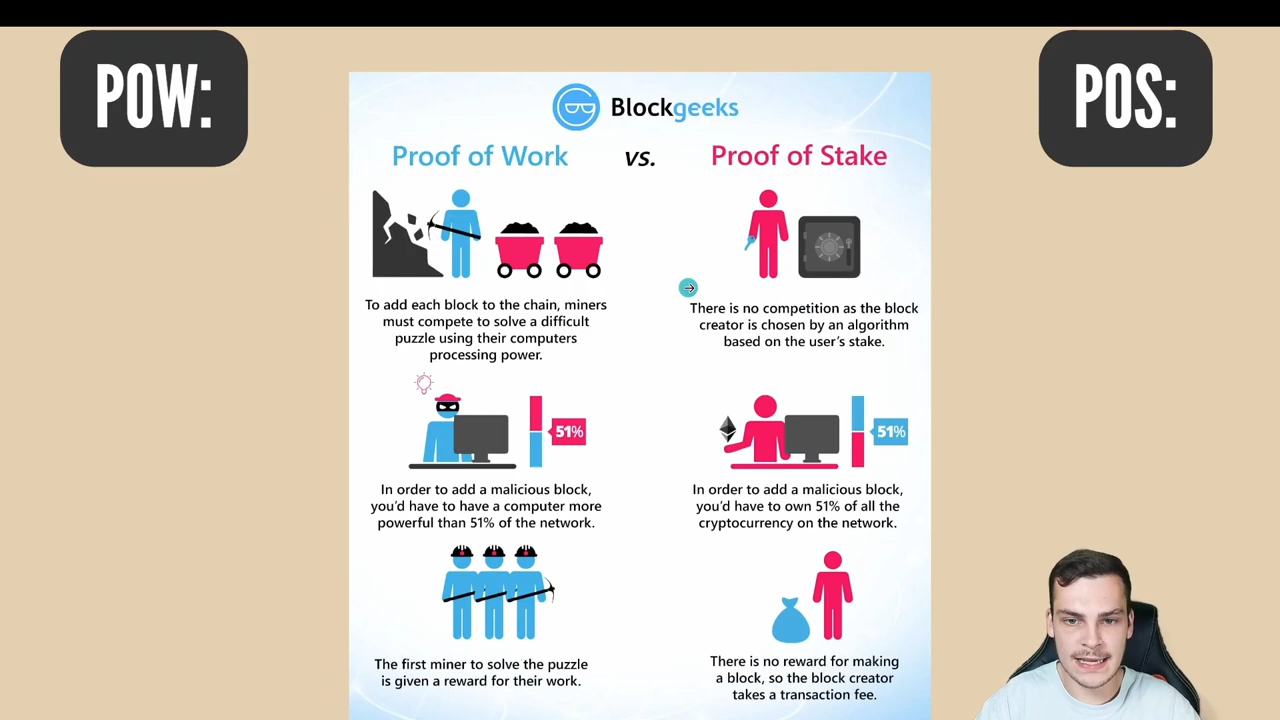 POW:
POS:
Blockgeeks
Proof of Work vs. Proof of Stake
To add each block to the chain, miners
must compete to solve a difficult
puzzle using their computers
processing power.
There is no competition as the block
creator is chosen by an algorithm
based on the user's stake.
51%
51%
In order to add a malicious block,
you'd have to have a computer more
powerful than 51% of the network.
In order to add a malicious block,
you'd have to own 51% of all the
cryptocurrency on the network.
The first miner to solve the puzzle
is given a reward for their work.
There is no reward for making
a block, so the block creator
takes a transaction fee.